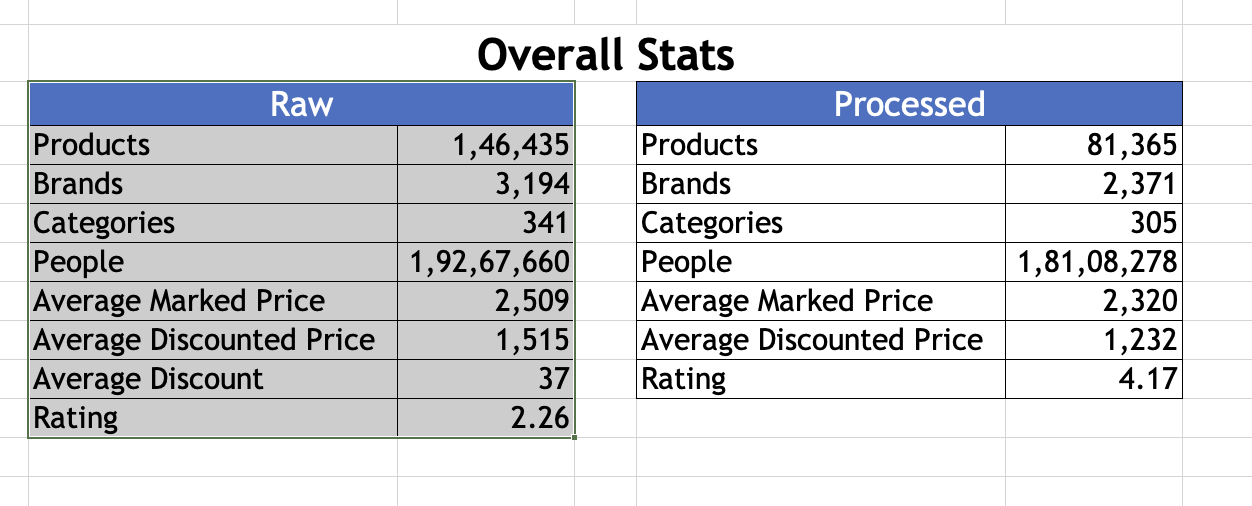 Overall Stats
Raw
Products 1,46,435
Brands 3,194
Categories 341
People 1,92,67,660
Average Marked Price 2,509
Average Discounted Price 1,515
Average Discount 37
Rating 2.26
Processed
Products 81,365
Brands 2,371
Categories 305
People 1,81,08,278
Average Marked Price 2,320
Average Discounted Price 1,232
Rating 4.17